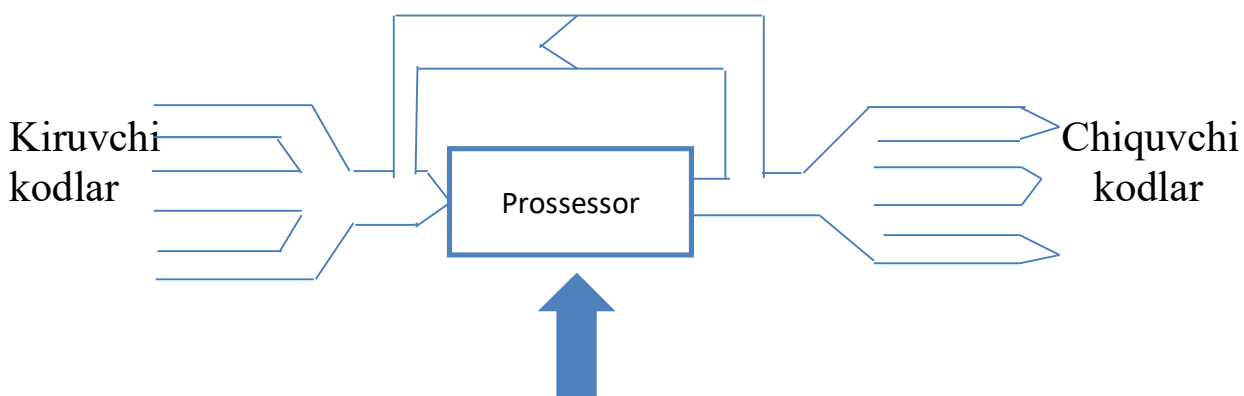 Kiruvchi
kodlar
Prossessor
Chiquvchi
kodlar